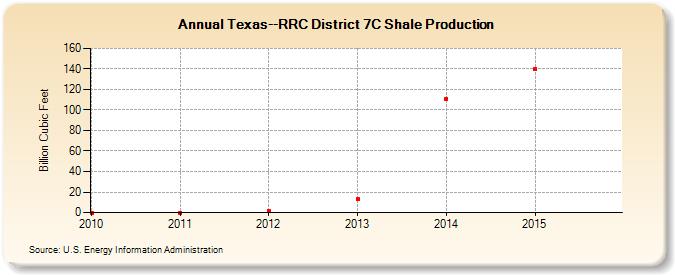 Annual Texas--RRC District 7C Shale Production
Billion Cubic Feet
160
140
120
100
80
60
40
20
0
2010 2011 2012 2013 2014 2015
Source: U.S. Energy Information Administration